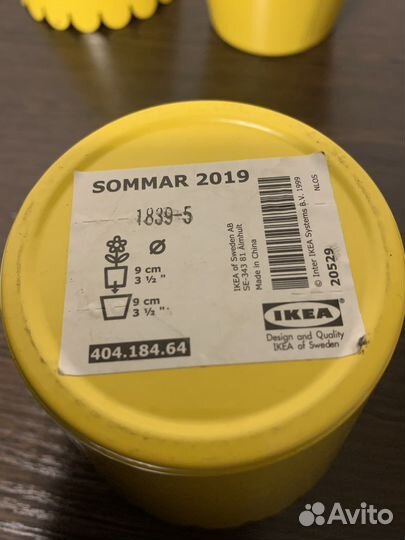 SOMMAR 2019
1839-5
Ø
9 cm
3 ½ "
9 cm
3 ½ "
404.184.64
IKEA of Sweden AB
SE-343 81 Älmhult
Made in China
© Inter IKEA Systems B.V. 1999
NL05
20529
IKEA
Design and Quality
IKEA of Sweden
Avito